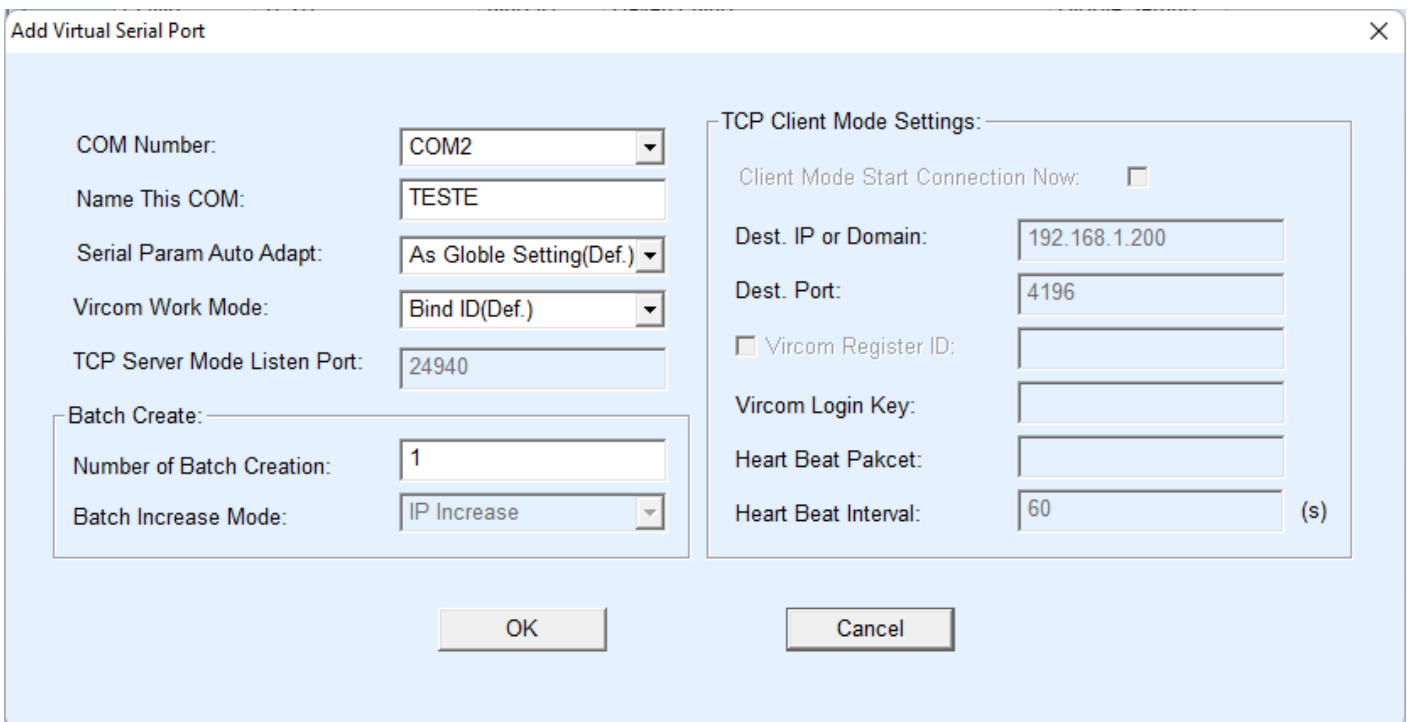 Add Virtual Serial Port
COM Number:
COM2
Name This COM:
TESTE
Serial Param Auto Adapt:
As Globle Setting(Def.)
Vircom Work Mode:
Bind ID(Def.)
TCP Server Mode Listen Port:
24940
Batch Create:
Number of Batch Creation:
1
Batch Increase Mode:
IP Increase
TCP Client Mode Settings:
Client Mode Start Connection Now:
Dest. IP or Domain:
192.168.1.200
Dest. Port:
4196
Vircom Register ID:
Vircom Login Key:
Heart Beat Pakcet:
Heart Beat Interval:
60
(s)
OK
Cancel